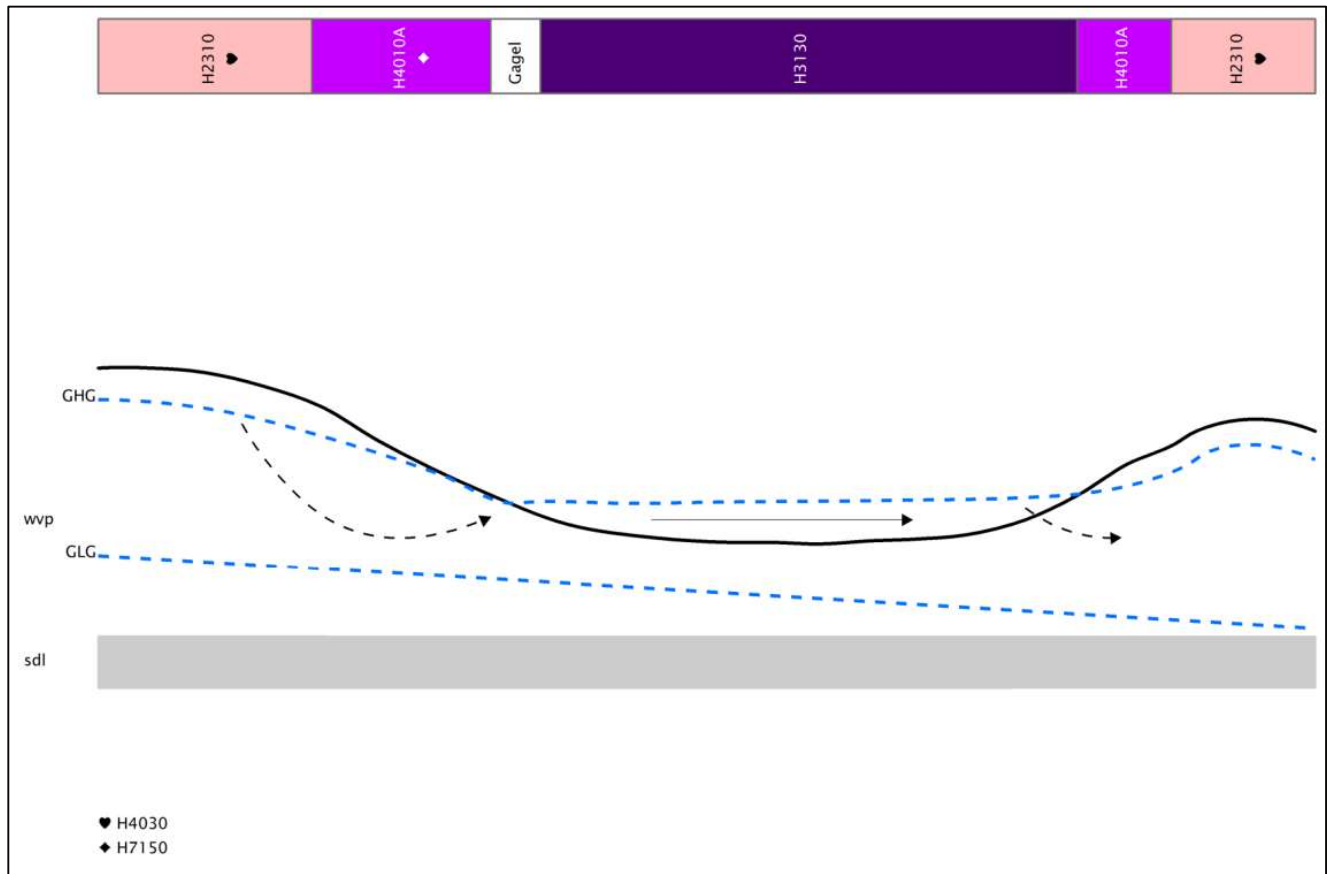 H2310 ♥
H4010A ◆
Gagel
H3130
H4010A
H2310 ♥
GHG
wvp
GLG
sdl
♥ H4030
◆ H7150